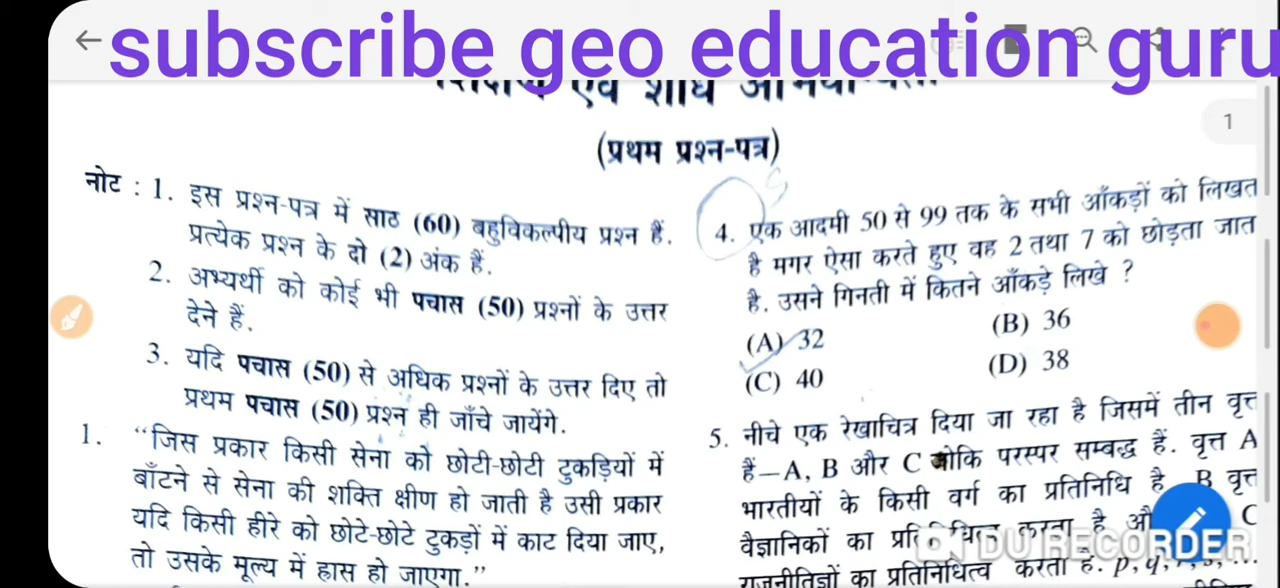 subscribe geo education guru
एवं शोध
(प्रथम प्रश्न-पत्र)
1
नोट : 1. इस प्रश्न-पत्र में साठ (60) बहुविकल्पीय प्रश्न हैं.
प्रत्येक प्रश्न के दो (2) अंक हैं.
2. अभ्यर्थी को कोई भी पचास (50) प्रश्नों के उत्तर
देने हैं.
3. यदि पचास (50) से अधिक प्रश्नों के उत्तर दिए तो
प्रथम पचास (50) प्रश्न ही जाँचे जायेंगे.
1. “जिस प्रकार किसी सेना को छोटी-छोटी टुकड़ियों में
बाँटने से सेना की शक्ति क्षीण हो जाती है उसी प्रकार
यदि किसी हीरे को छोटे-छोटे टुकड़ों में काट दिया जाए,
तो उसके मूल्य में ह्रास हो जाएगा.”
4. एक आदमी 50 से 99 तक के सभी आँकड़ों को लिखत
है मगर ऐसा करते हुए वह 2 तथा 7 को छोड़ता जात
है. उसने गिनती में कितने आँकड़े लिखे ?
(A) 32 (B) 36
(C) 40 (D) 38
5. नीचे एक रेखाचित्र दिया जा रहा है जिसमें तीन वृत्त
हैं—A, B और C जोकि परस्पर सम्बद्ध हैं. वृत्त A
भारतीयों के किसी वर्ग का प्रतिनिधि है. B वृत्त
वैज्ञानिकों का करता है C
राजनीतिज्ञों का प्रतिनिधित्व करता है. p, q, r, s, ...
DU RECORDER